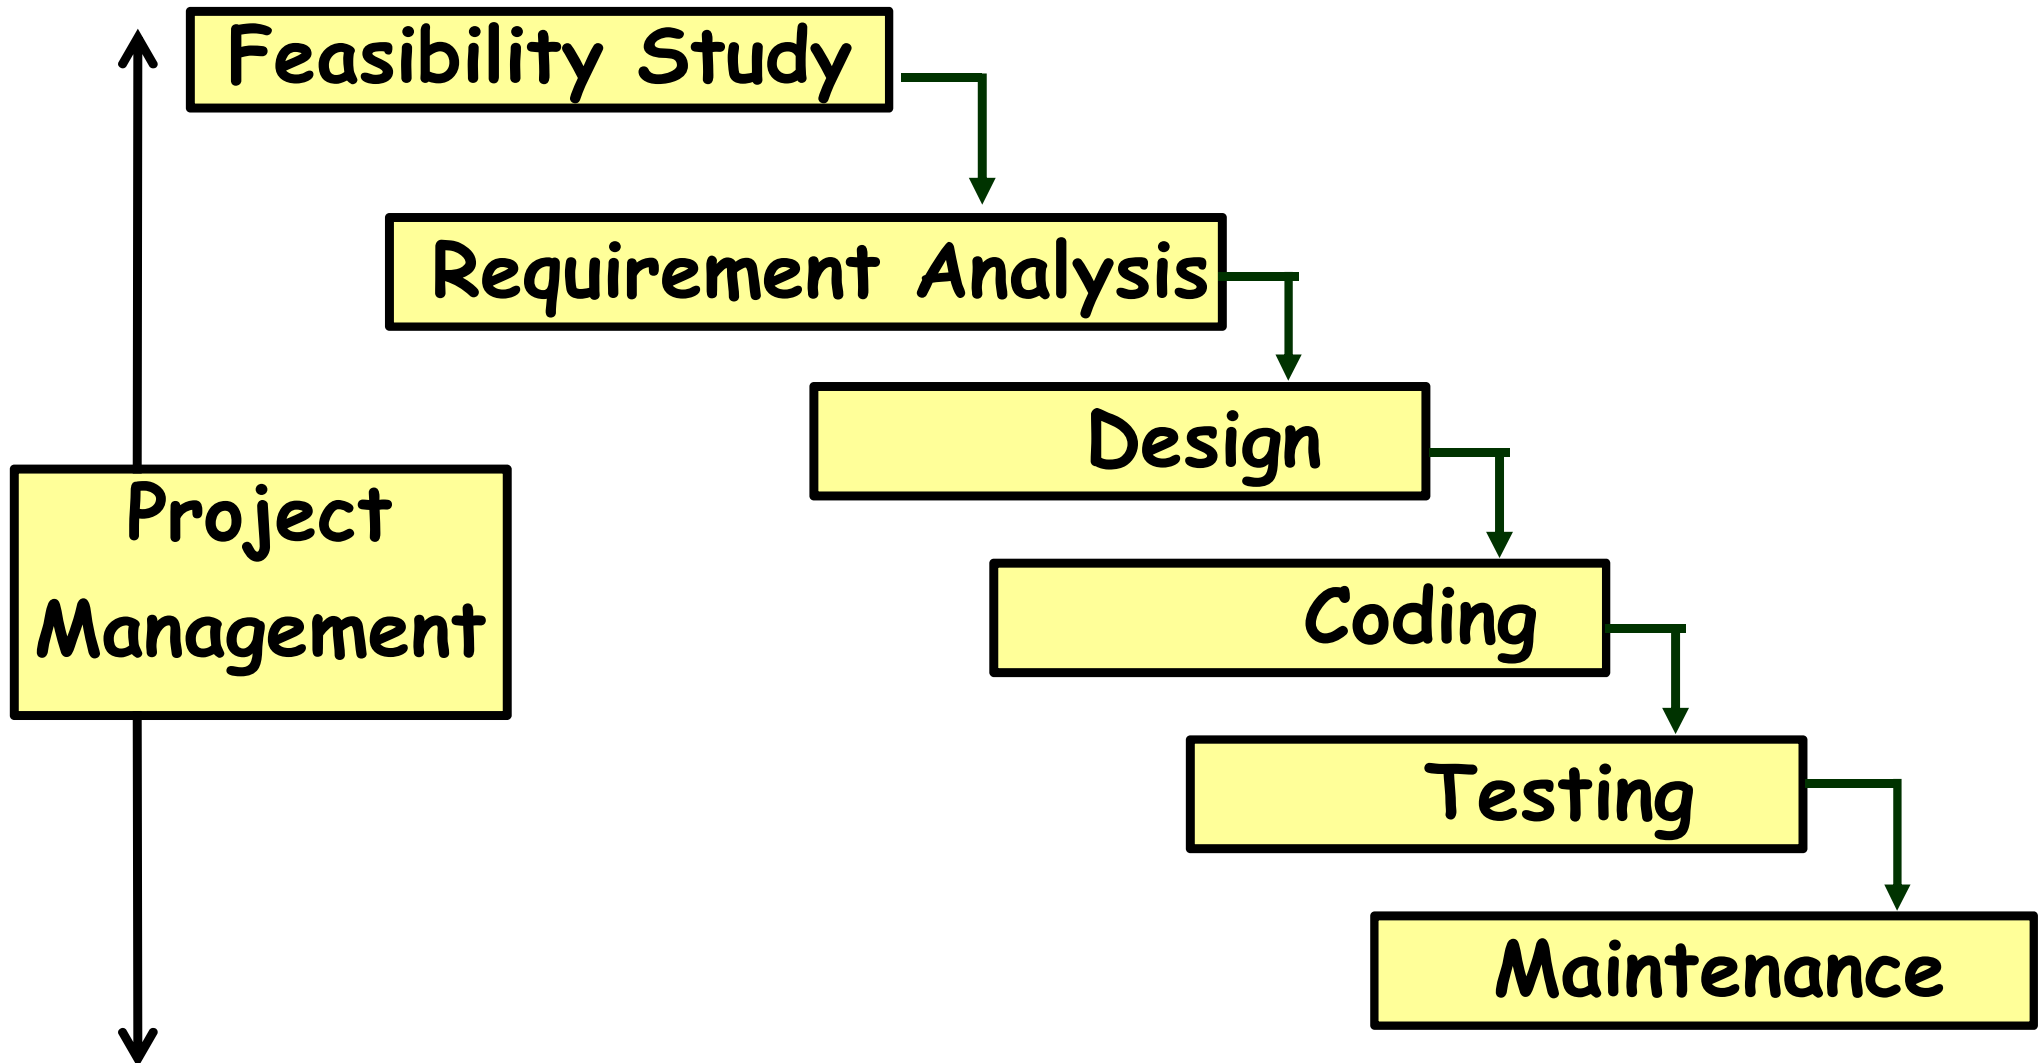 Feasibility Study
Requirement Analysis
Design
Project
Management
Coding
Testing
Maintenance